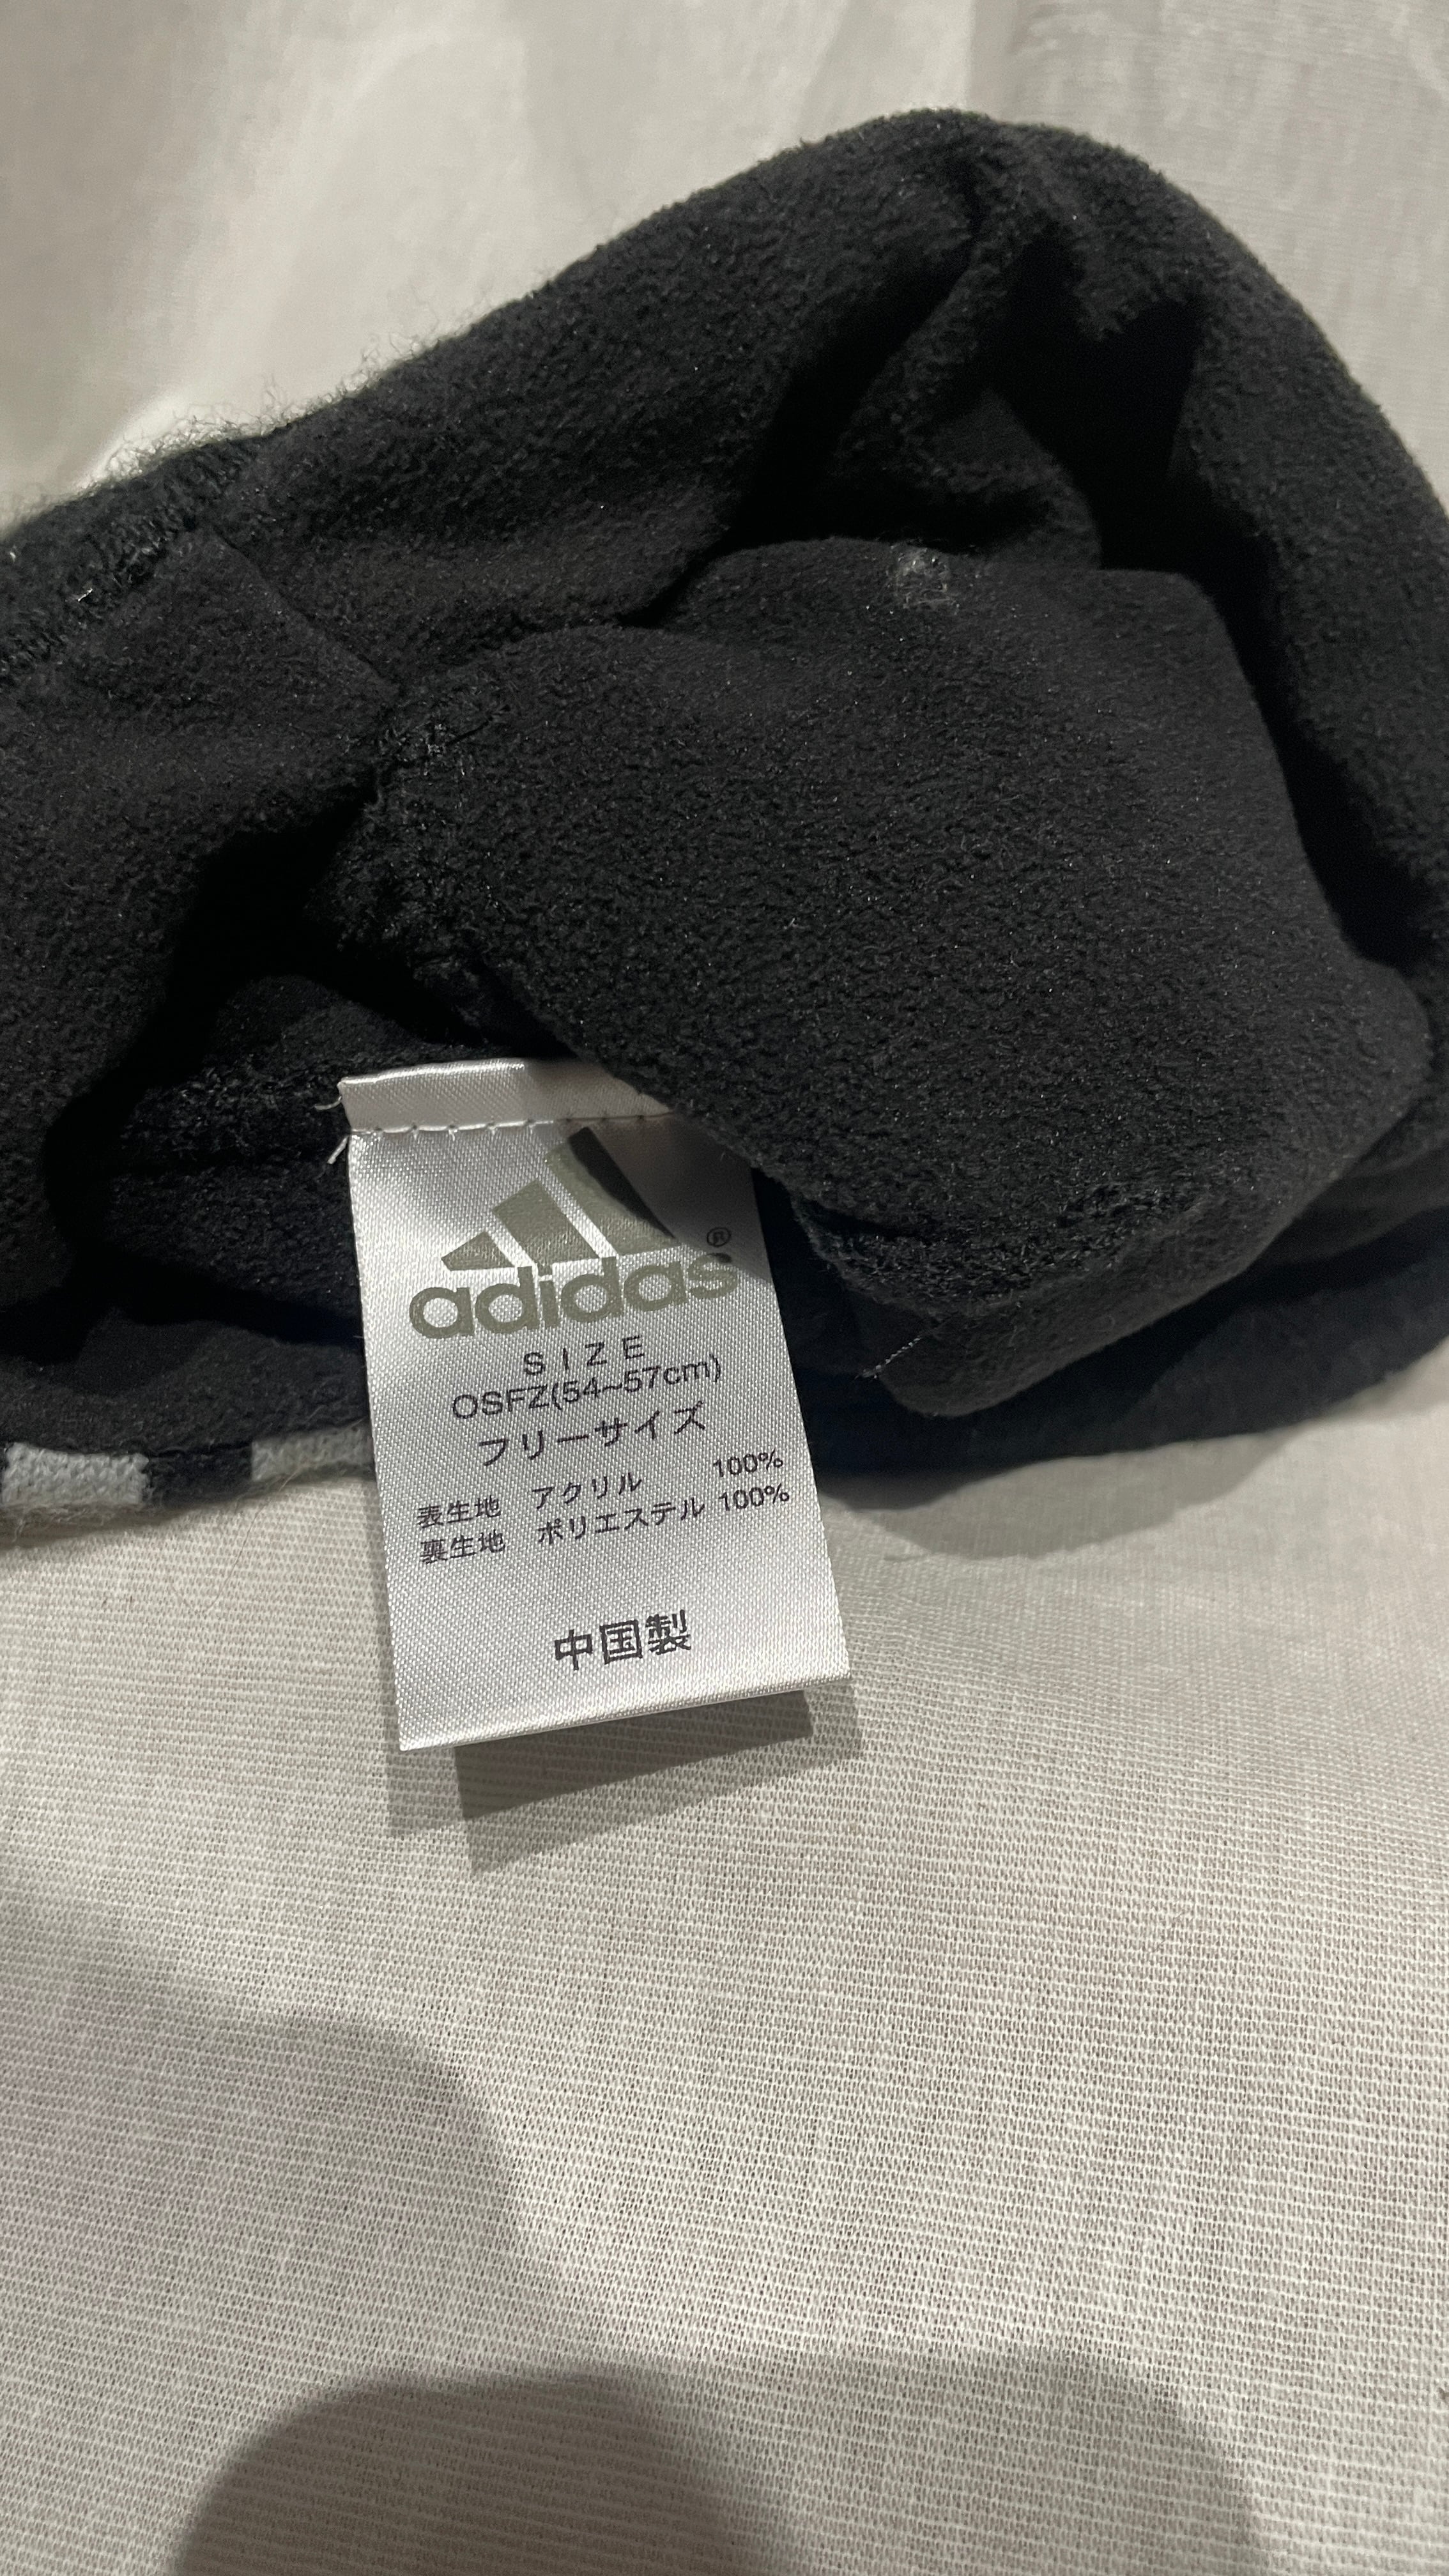 adidas®
SIZE
OSFZ(54~57cm)
フリーサイズ
表生地 アクリル 100%
裏生地 ポリエステル 100%
中国製